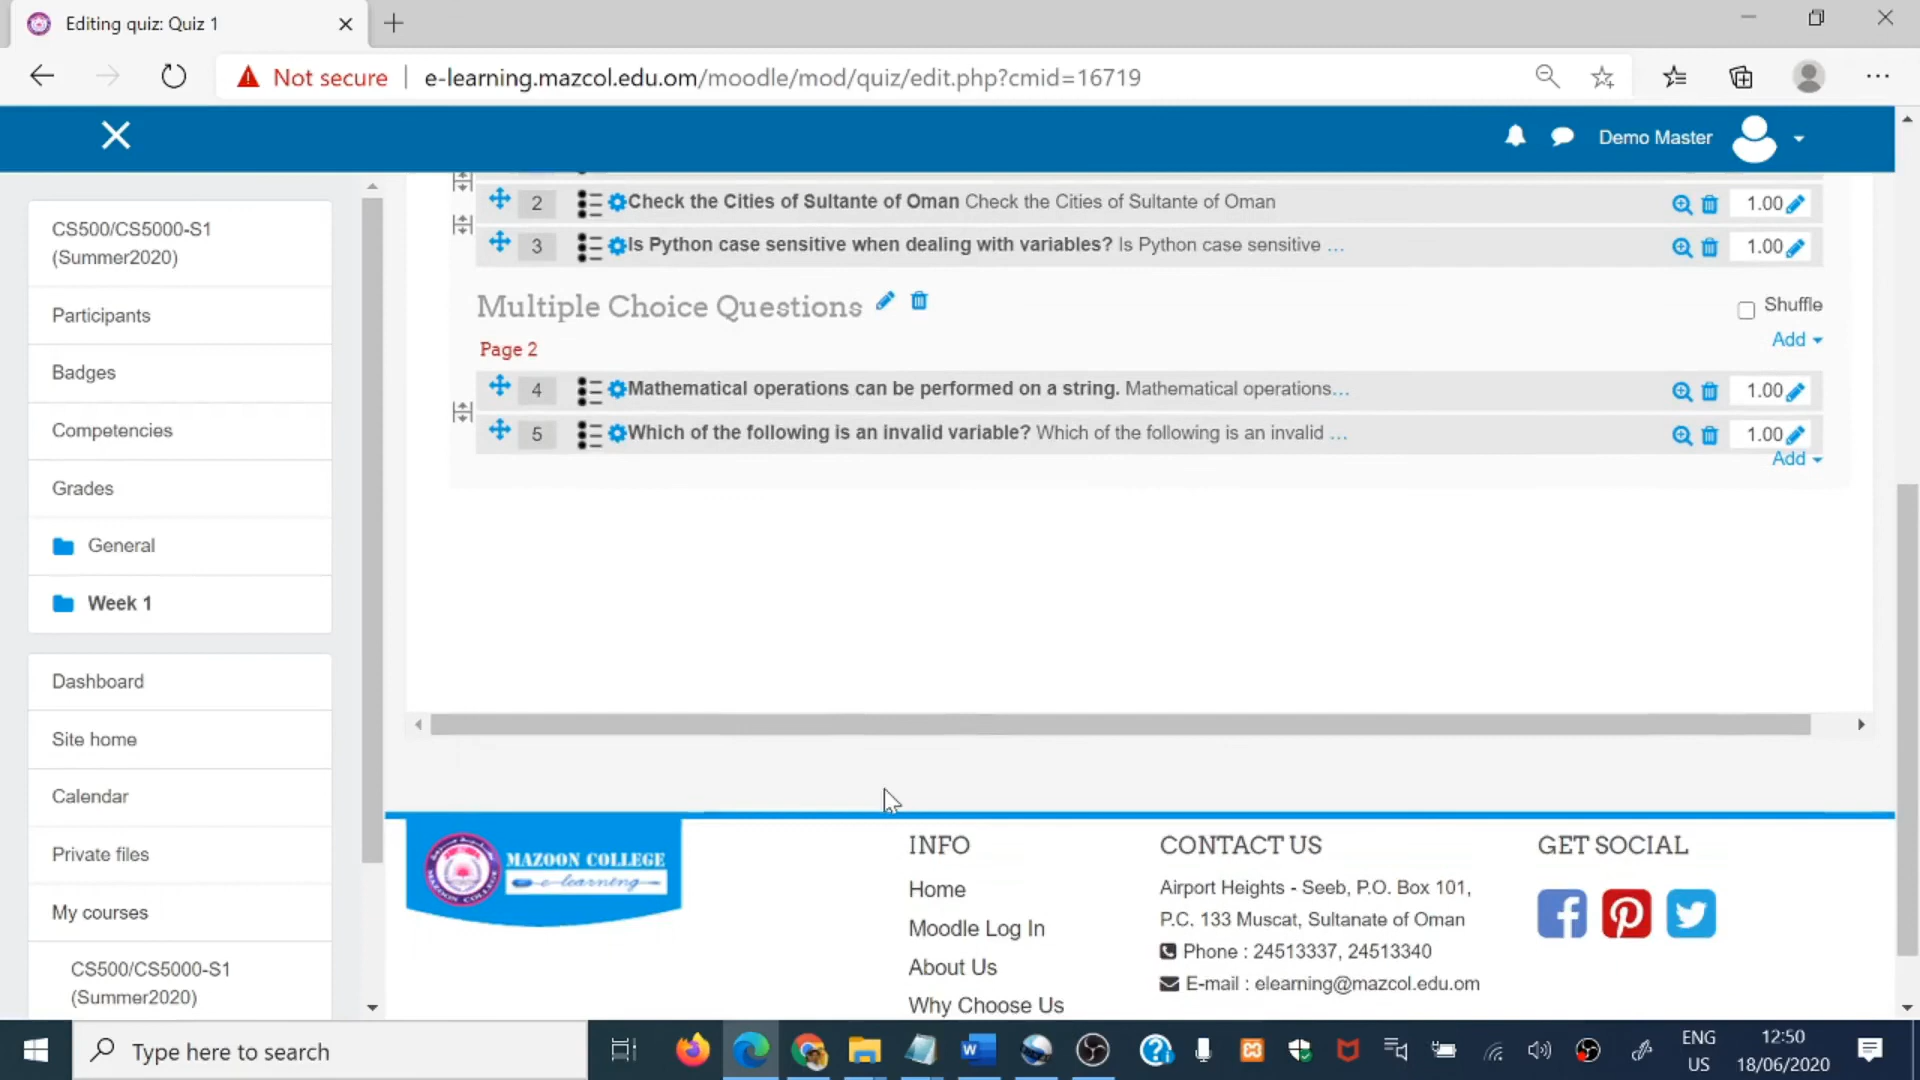 Editing quiz: Quiz 1
Not secure
e-learning.mazcol.edu.om/moodle/mod/quiz/edit.php?cmid=16719
Demo Master
CS500/CS5000-S1
(Summer2020)
Participants
Badges
Competencies
Grades
General
Week 1
Dashboard
Site home
Calendar
Private files
My courses
CS500/CS5000-S1
(Summer2020)
2 Check the Cities of Sultante of Oman Check the Cities of Sultante of Oman 1.00
3 Is Python case sensitive when dealing with variables? Is Python case sensitive ... 1.00
Multiple Choice Questions
Shuffle
Add
Page 2
4 Mathematical operations can be performed on a string. Mathematical operations... 1.00
5 Which of the following is an invalid variable? Which of the following is an invalid ... 1.00
Add
MAZOON COLLEGE
e-learning
INFO
Home
Moodle Log In
About Us
Why Choose Us
CONTACT US
Airport Heights - Seeb, P.O. Box 101,
P.C. 133 Muscat, Sultanate of Oman
Phone : 24513337, 24513340
E-mail : elearning@mazcol.edu.om
GET SOCIAL
Type here to search
ENG
US
12:50
18/06/2020